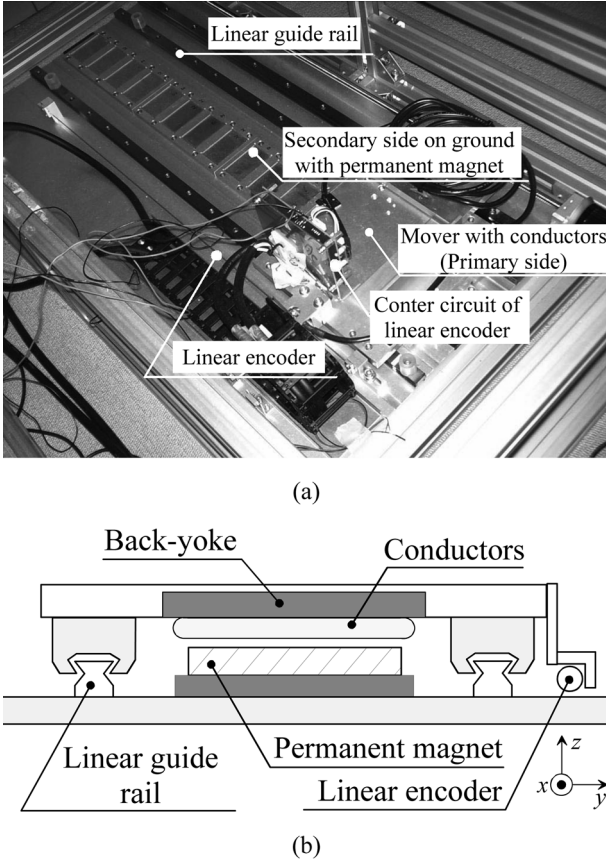 Linear guide rail
Secondary side on ground
with permanent magnet
Mover with conductors
(Primary side)
Conter circuit of
linear encoder
Linear encoder
(a)
Back-yoke
Conductors
Linear guide
rail
Permanent magnet
Linear encoder
z
x
y
(b)